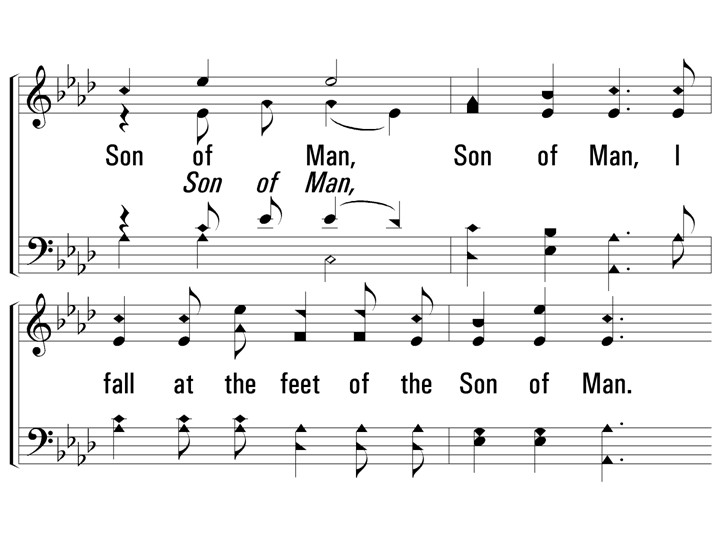 Son of Man, Son of Man, I
Son of Man,
fall at the feet of the Son of Man.